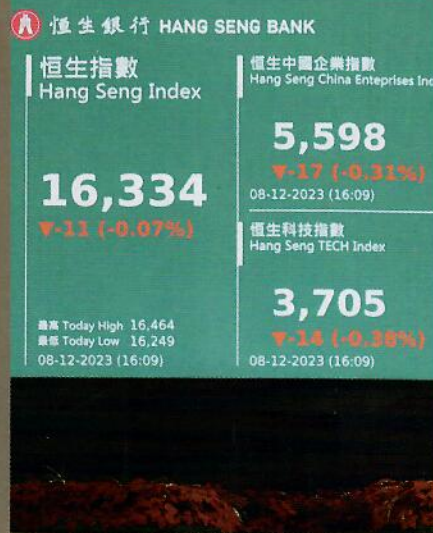 恒生銀行 HANG SENG BANK
恒生指數
Hang Seng Index
16,334
▼-11 (-0.07%)
最高 Today High 16,464
最低 Today Low 16,249
08-12-2023 (16:09)
恒生中國企業指數
Hang Seng China Enteprises Ind
5,598
▼-17 (-0.31%)
08-12-2023 (16:09)
恒生科技指數
Hang Seng TECH Index
3,705
▼-14 (-0.38%)
08-12-2023 (16:09)